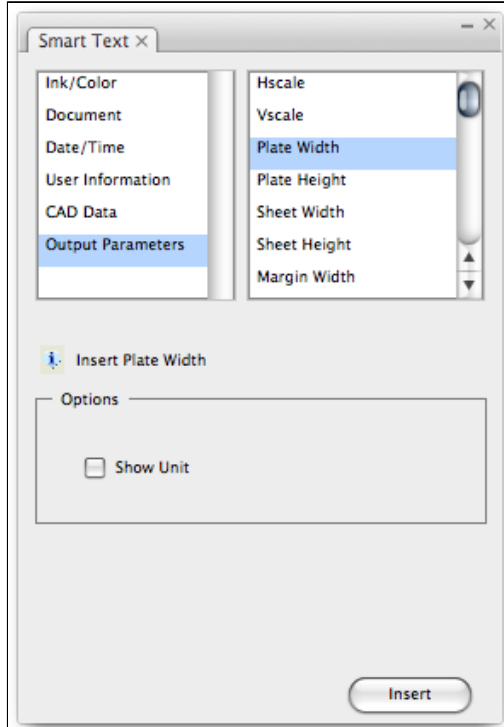 Smart Text
Ink/Color
Document
Date/Time
User Information
CAD Data
Output Parameters
Hscale
Vscale
Plate Width
Plate Height
Sheet Width
Sheet Height
Margin Width
Insert Plate Width
Options
Show Unit
Insert